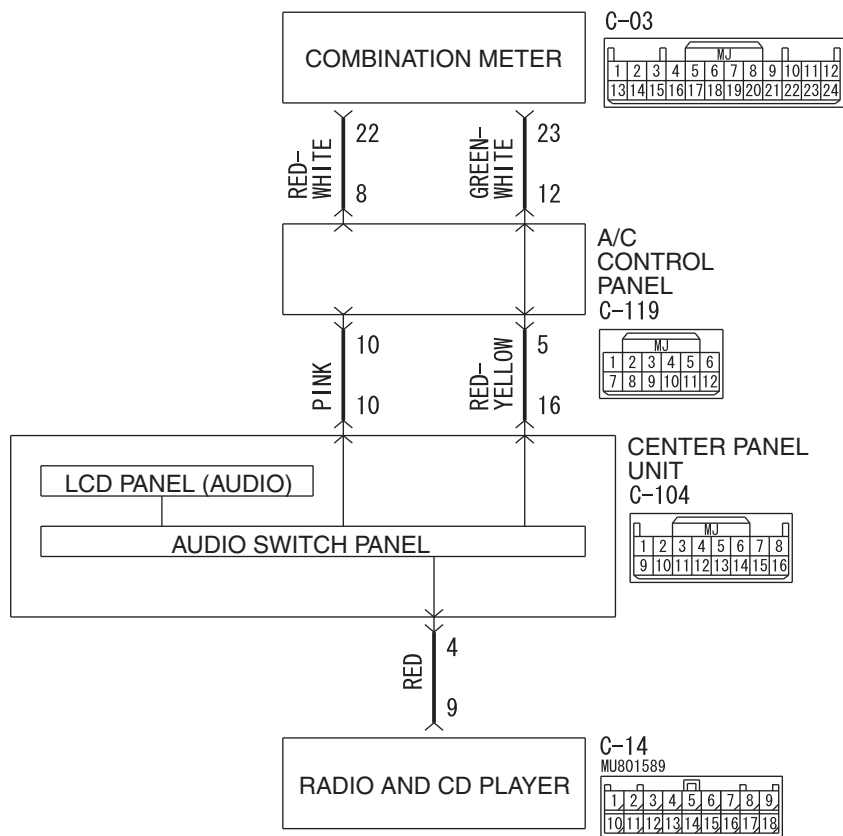 C-03
COMBINATION METER
MJ
1 2 3 4 5 6 7 8 9 10 11 12
13 14 15 16 17 18 19 20 21 22 23 24
RED-
WHITE
22
8
GREEN-
WHITE
23
12
A/C
CONTROL
PANEL
C-119
MJ
1 2 3 4 5 6
7 8 9 10 11 12
PINK
10
10
RED-
YELLOW
5
16
CENTER PANEL
UNIT
C-104
MJ
1 2 3 4 5 6 7 8
9 10 11 12 13 14 15 16
LCD PANEL (AUDIO)
AUDIO SWITCH PANEL
RED
4
9
RADIO AND CD PLAYER
C-14
MU801589
1 2 3 4 5 6 7 8 9
10 11 12 13 14 15 16 17 18